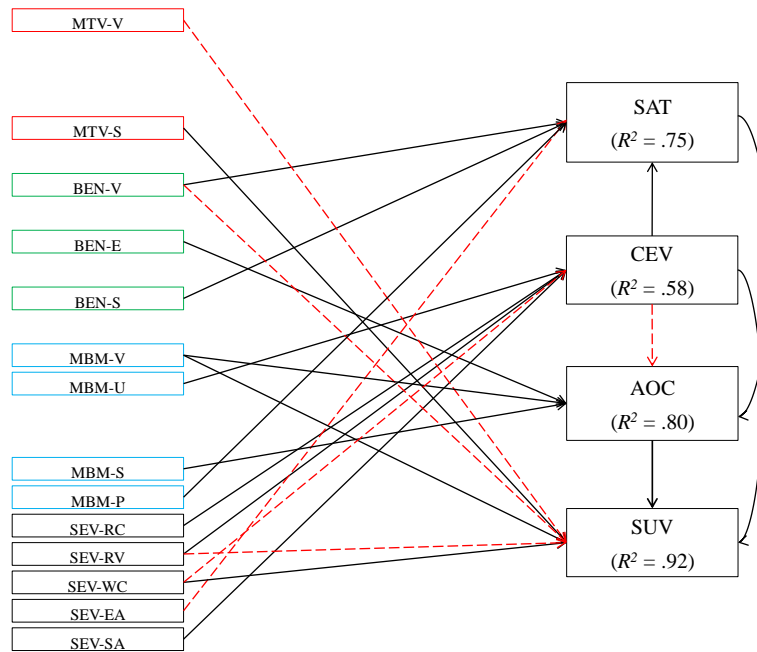 MTV-V
MTV-S
BEN-V
BEN-E
BEN-S
MBM-V
MBM-U
MBM-S
MBM-P
SEV-RC
SEV-RV
SEV-WC
SEV-EA
SEV-SA
SAT
(R² = .75)
CEV
(R² = .58)
AOC
(R² = .80)
SUV
(R² = .92)